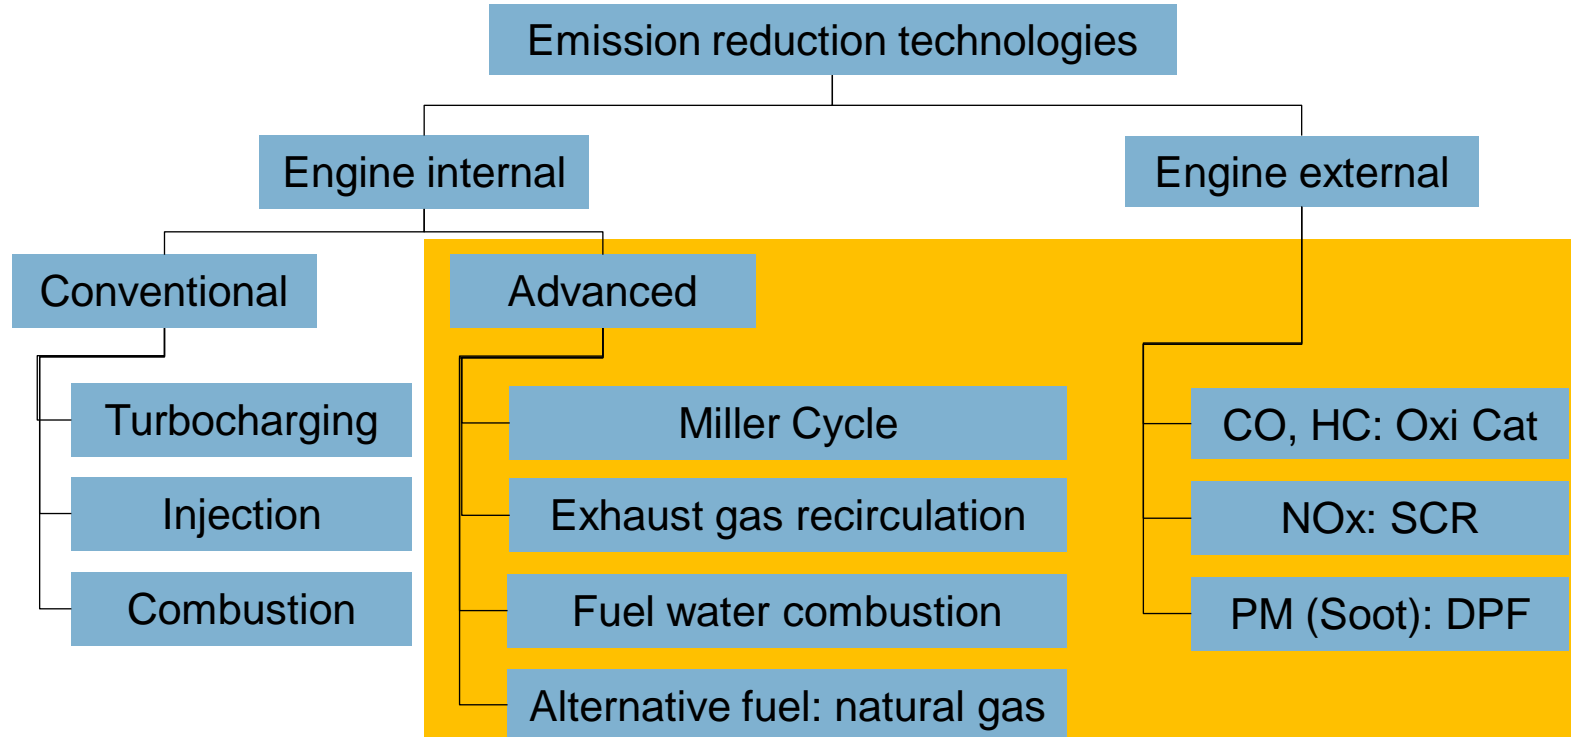 Emission reduction technologies
Engine internal
Engine external
Conventional
Advanced
Turbocharging
Injection
Combustion
Miller Cycle
Exhaust gas recirculation
Fuel water combustion
Alternative fuel: natural gas
CO, HC: Oxi Cat
NOx: SCR
PM (Soot): DPF